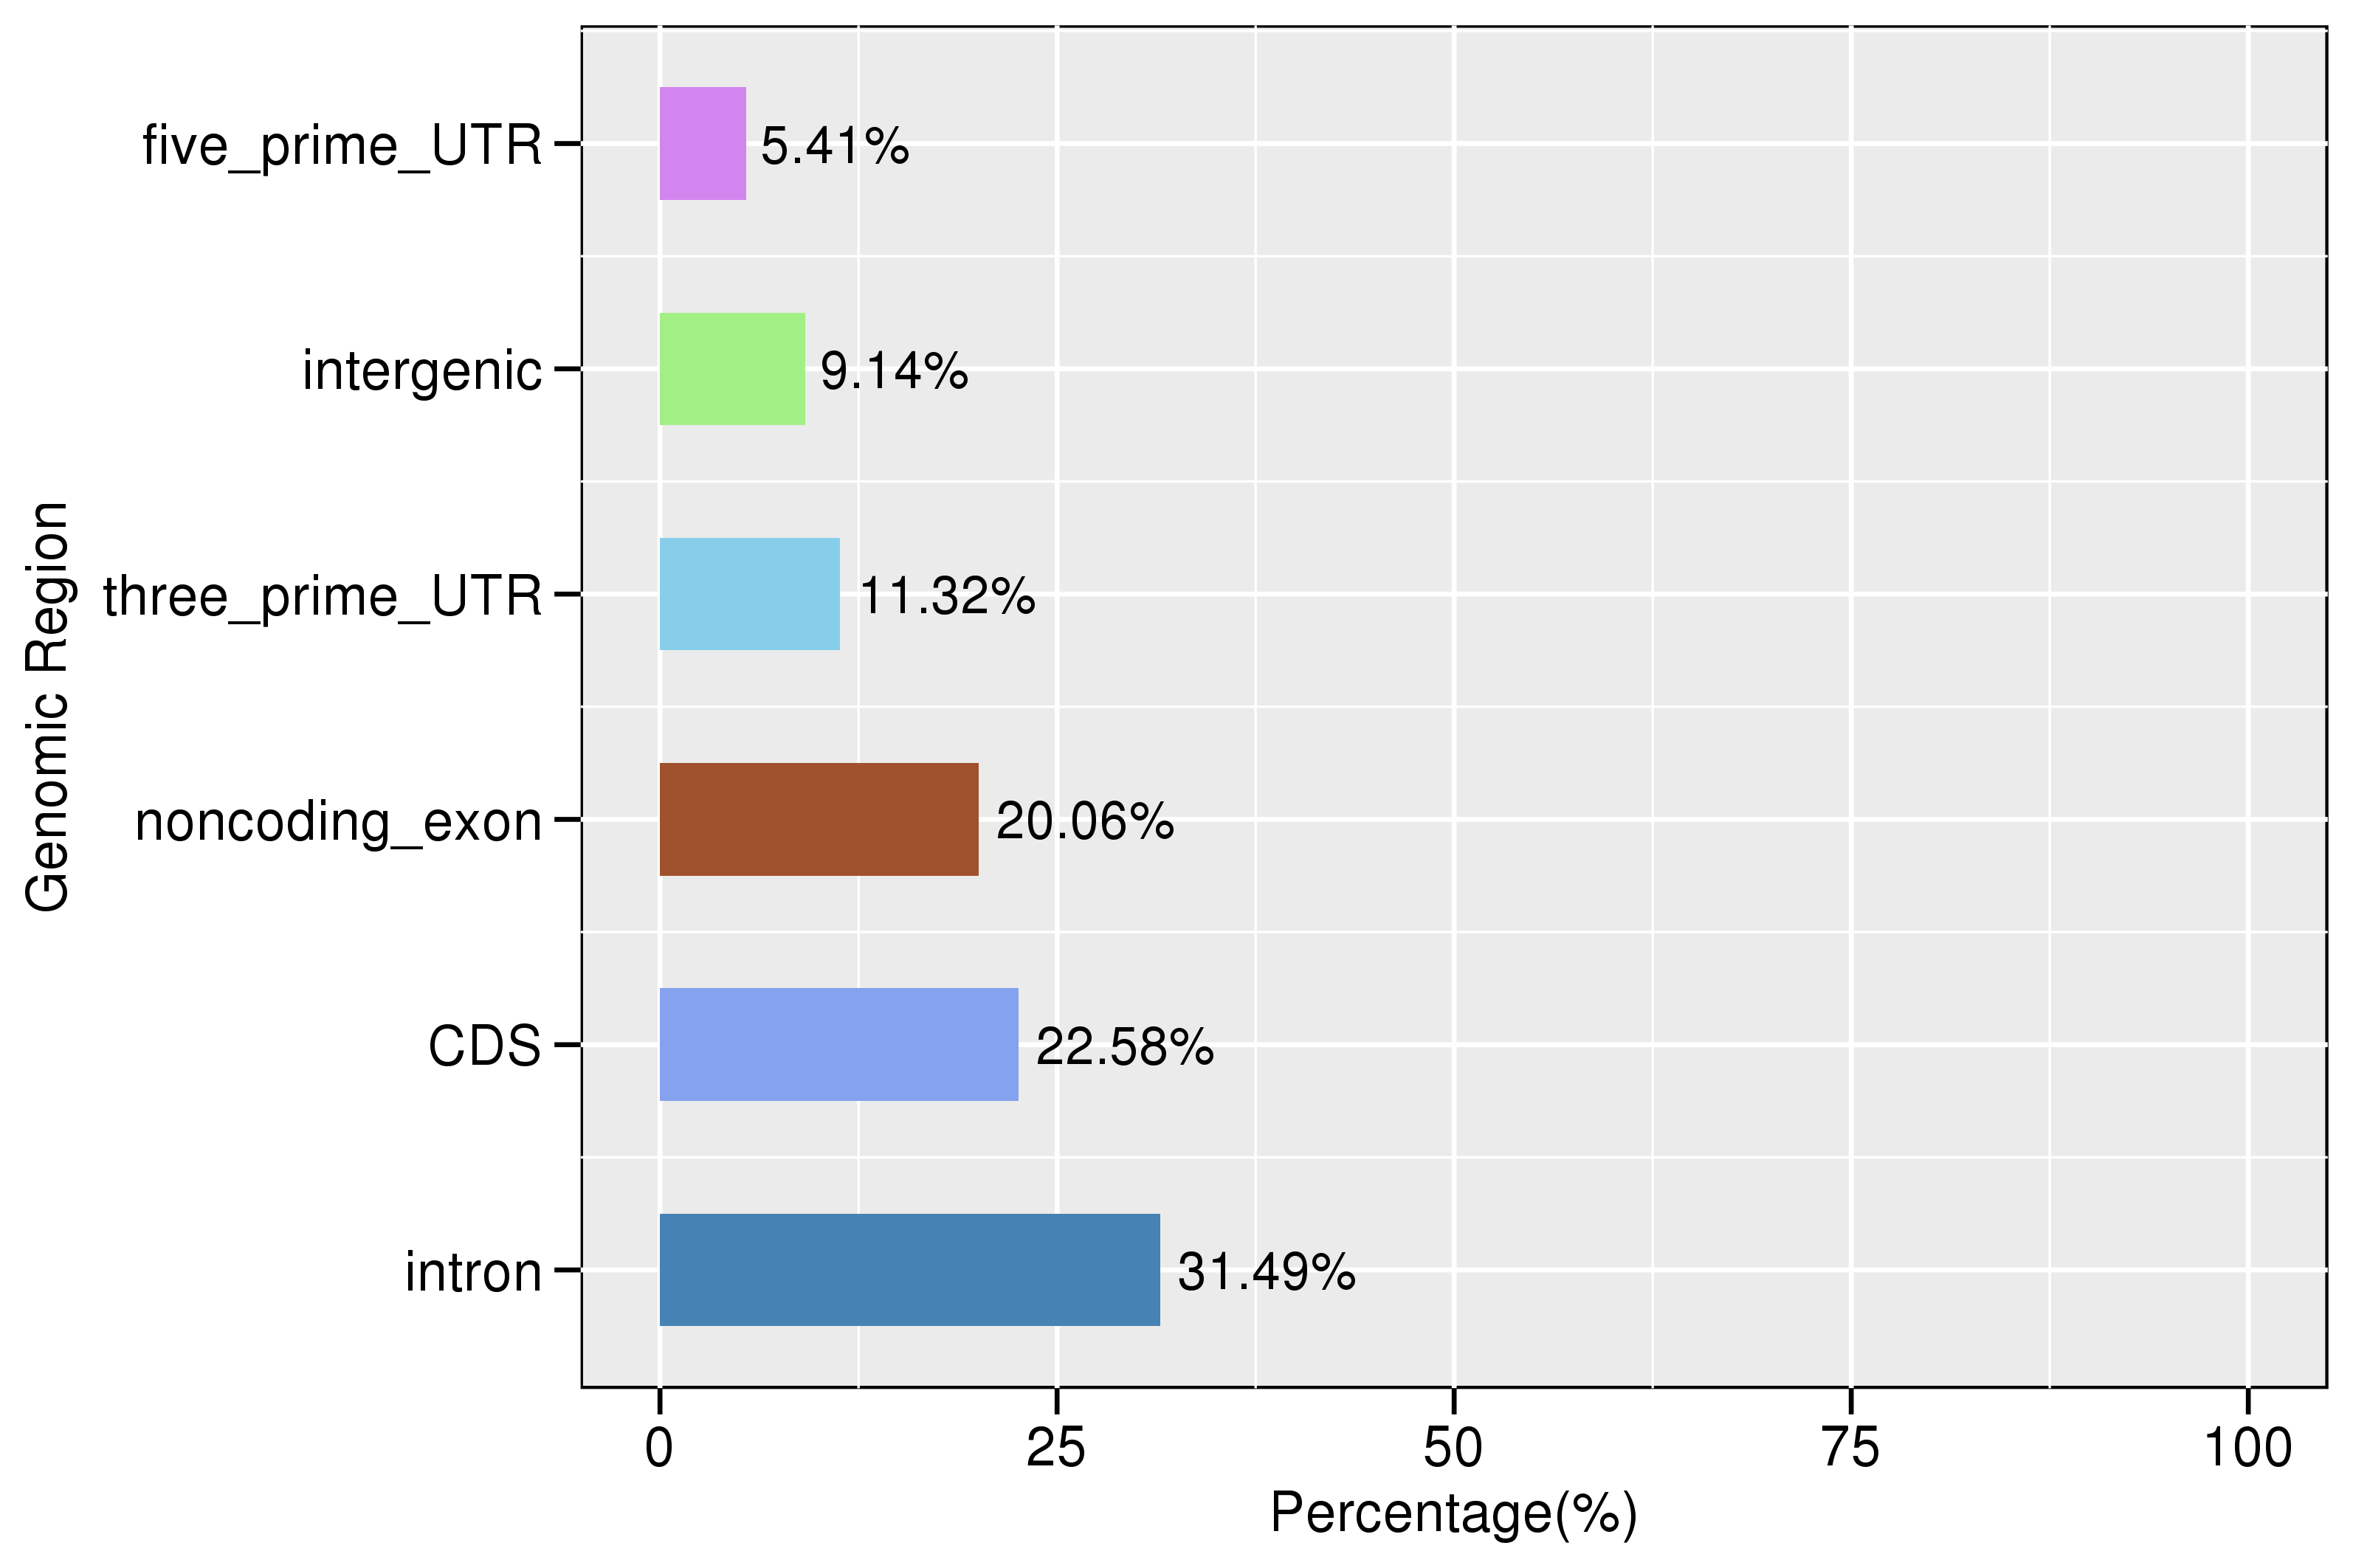 Genomic Region
five_prime_UTR
5.41%
intergenic
9.14%
three_prime_UTR
11.32%
noncoding_exon
20.06%
CDS
22.58%
intron
31.49%
0 25 50 75 100
Percentage(%)